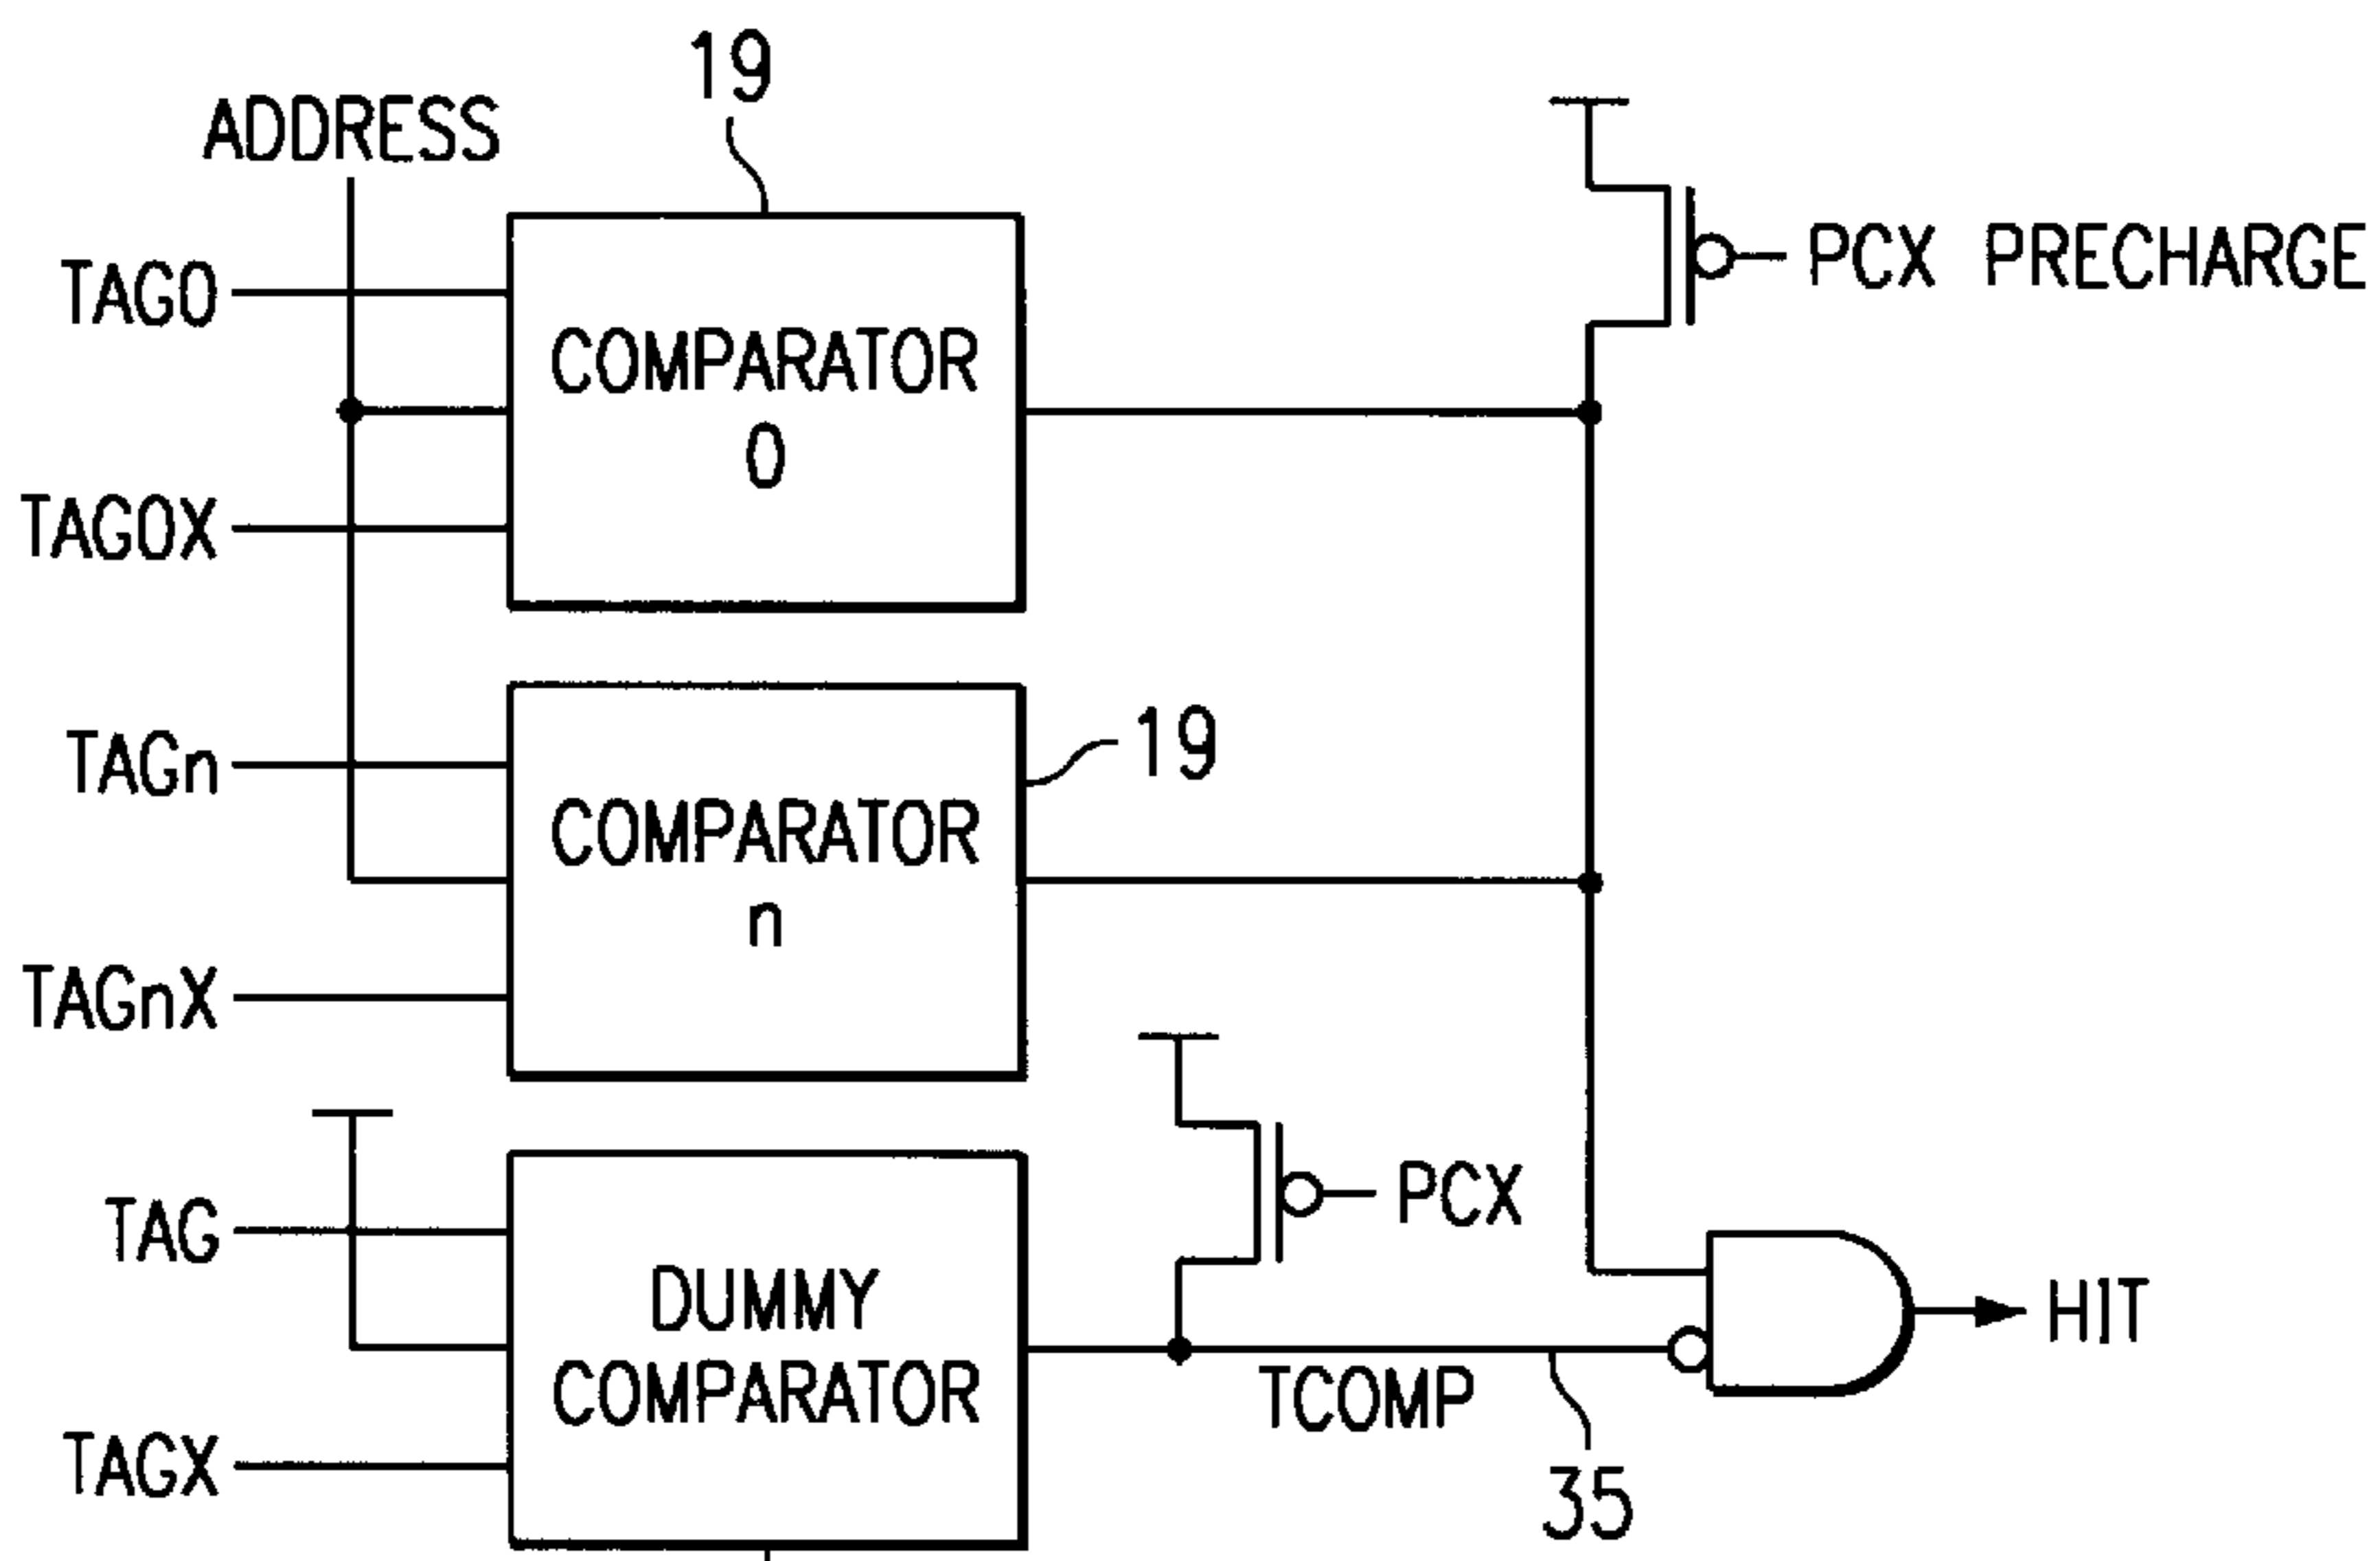 19
ADDRESS
TAG0
PCX PRECHARGE
COMPARATOR
0
TAG0X
19
TAGn
COMPARATOR
n
TAGnX
PCX
TAG
DUMMY
COMPARATOR
HIT
TCOMP
TAGX
35